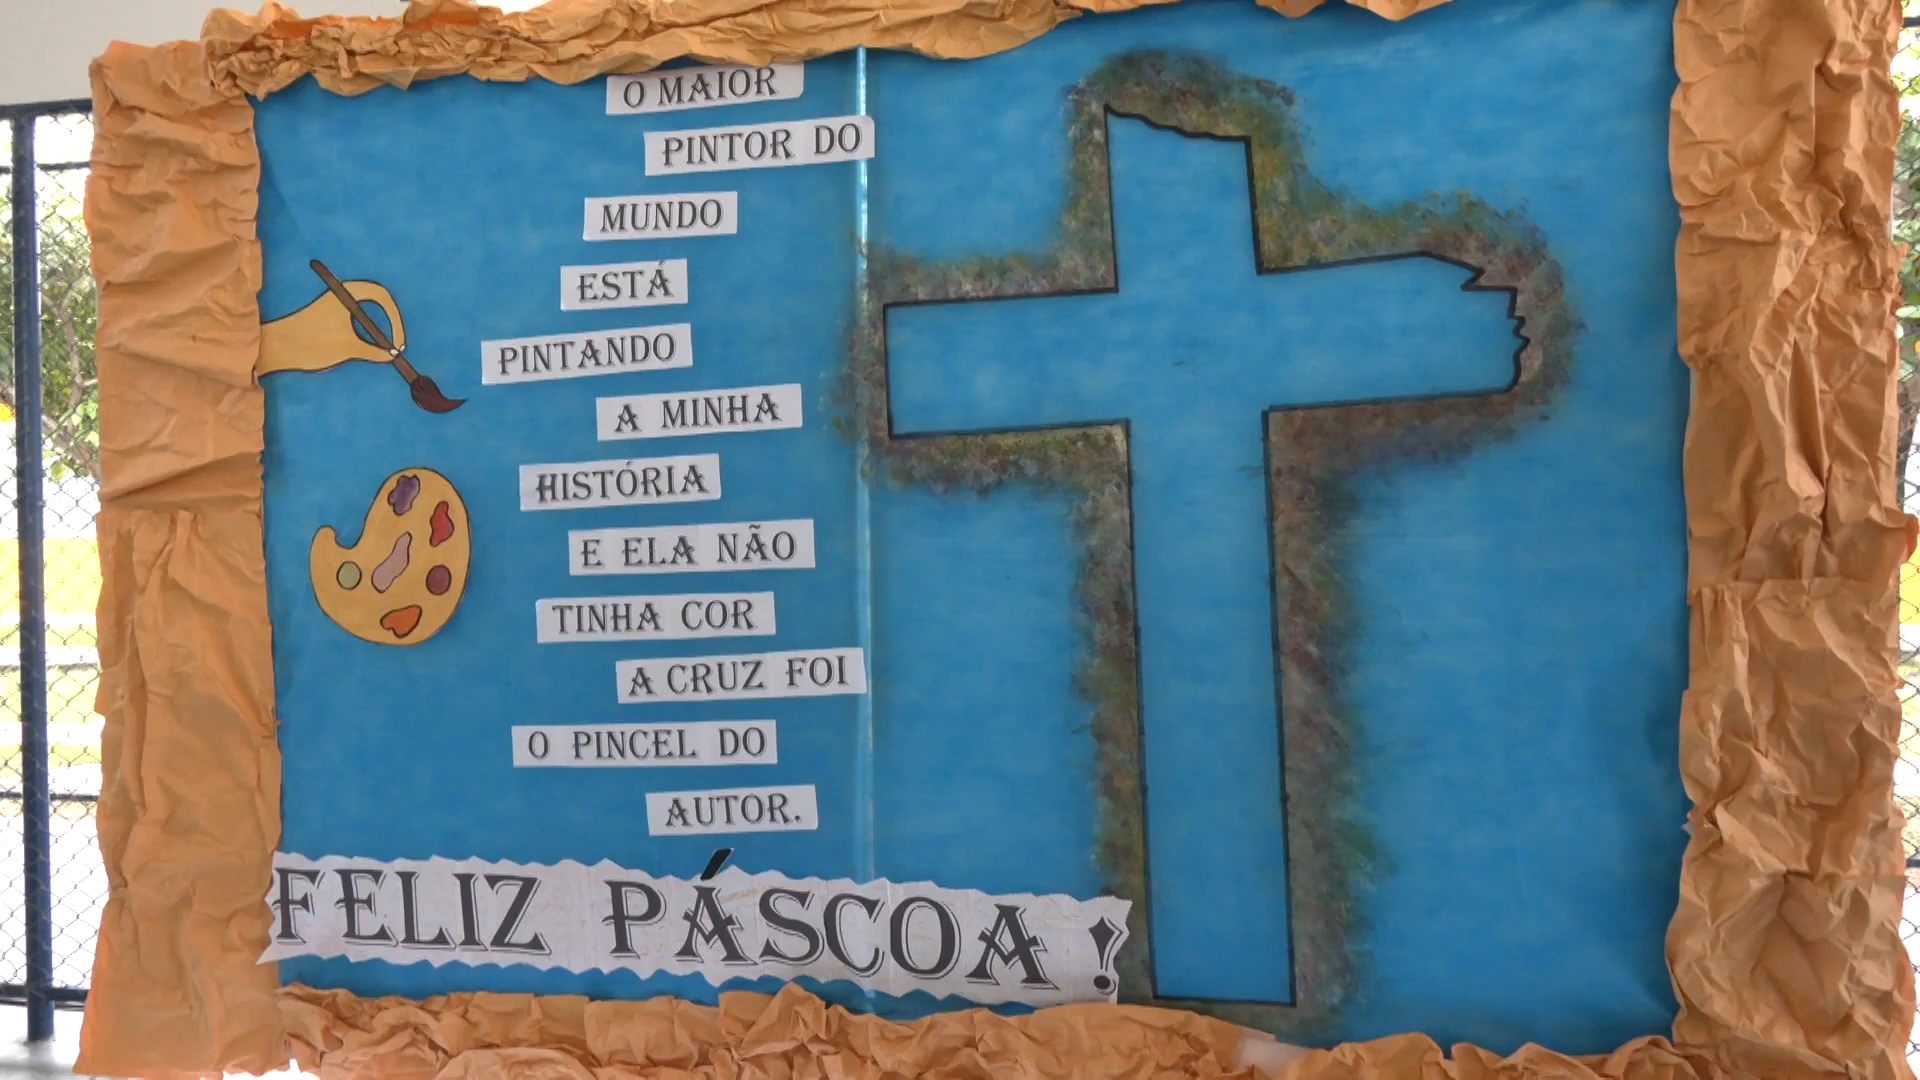 O MAIOR
PINTOR DO
MUNDO
ESTÁ
PINTANDO
A MINHA
HISTÓRIA
E ELA NÃO
TINHA COR
A CRUZ FOI
O PINCEL DO
AUTOR.
FELIZ PÁSCOA!